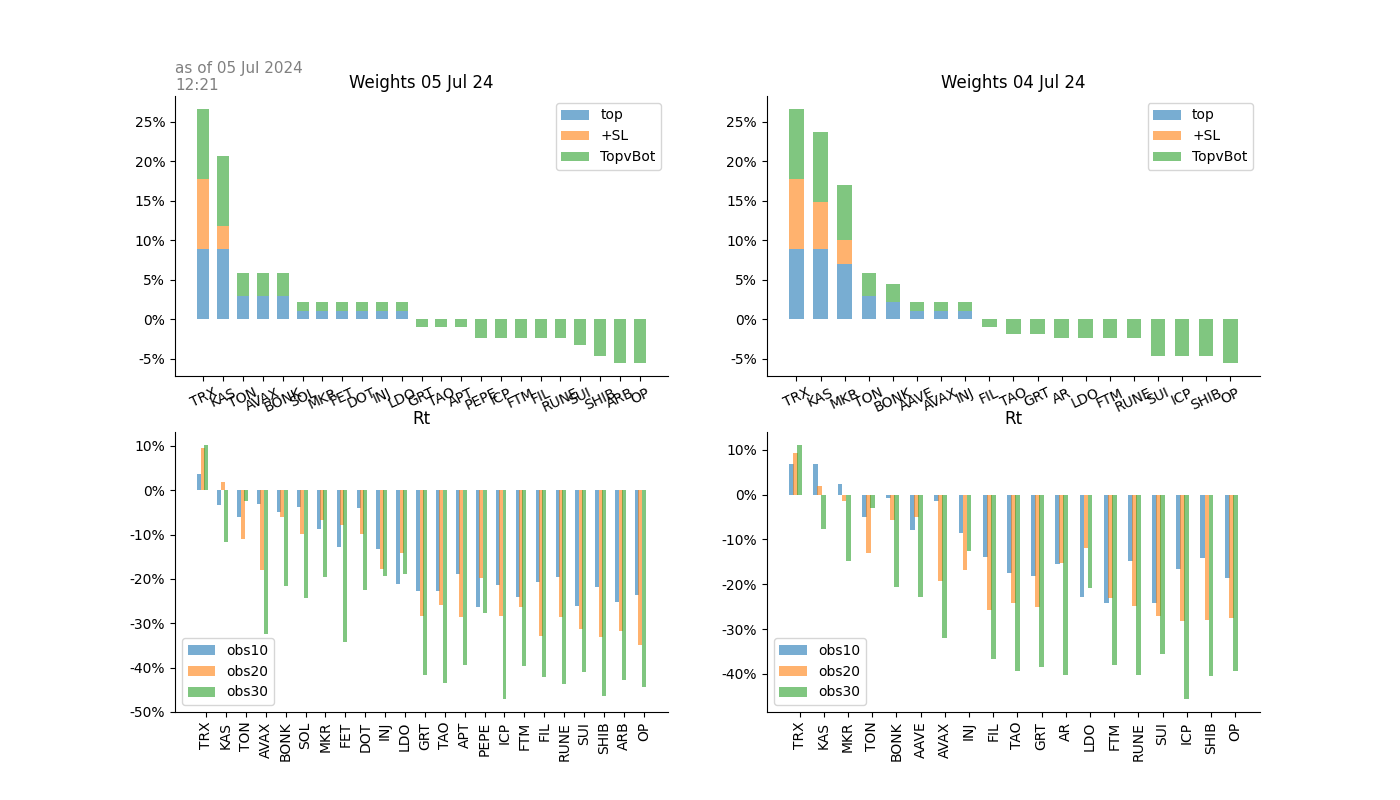 as of 05 Jul 2024
12:21
Weights 05 Jul 24
25%
20%
15%
10%
5%
0%
-5%
top
+SL
TopvBot
TRX KAS TON AVAX BONK SOL MKR FET DOT INJ LDO GRT TAO APT PEPE ICP FTM FIL RUNE SUI SHIB ARB OP
Weights 04 Jul 24
25%
20%
15%
10%
5%
0%
-5%
top
+SL
TopvBot
TRX KAS MKR TON BONK AAVE AVAX INJ FIL TAO GRT AR LDO FTM RUNE SUI ICP SHIB OP
Rt
10%
0%
-10%
-20%
-30%
-40%
-50%
obs10
obs20
obs30
TRX KAS TON AVAX BONK SOL MKR FET DOT INJ LDO GRT TAO APT PEPE ICP FTM FIL RUNE SUI SHIB ARB OP
Rt
10%
0%
-10%
-20%
-30%
-40%
obs10
obs20
obs30
TRX KAS MKR TON BONK AAVE AVAX INJ FIL TAO GRT AR LDO FTM RUNE SUI ICP SHIB OP